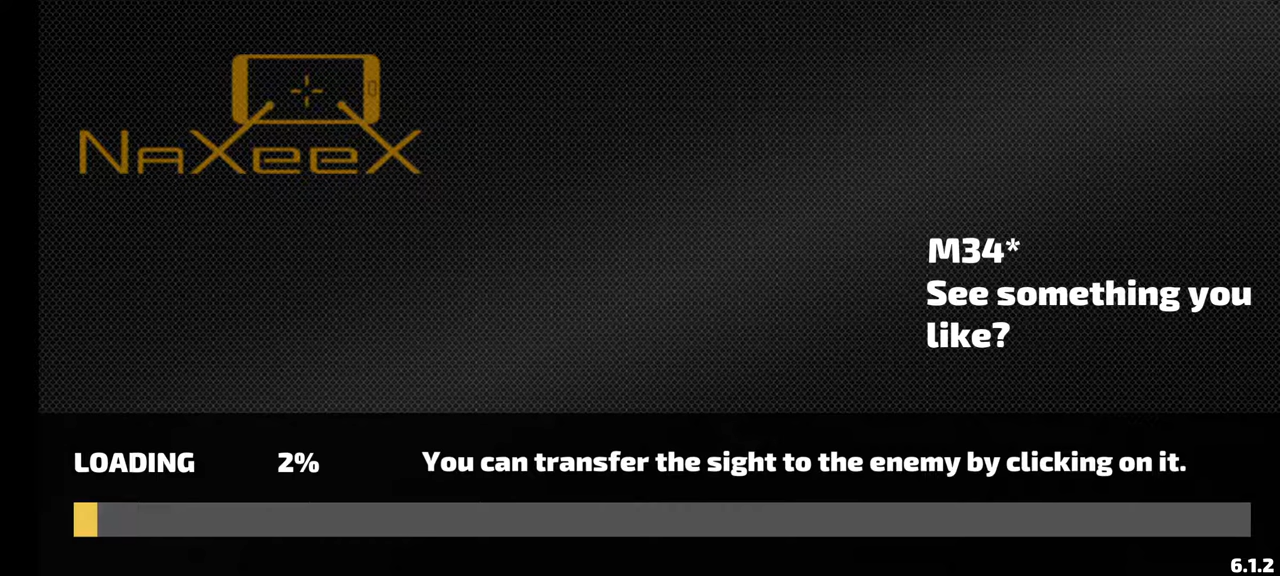 NaXeeX
M34*
See something you
like?
LOADING 2% You can transfer the sight to the enemy by clicking on it.
6.1.2